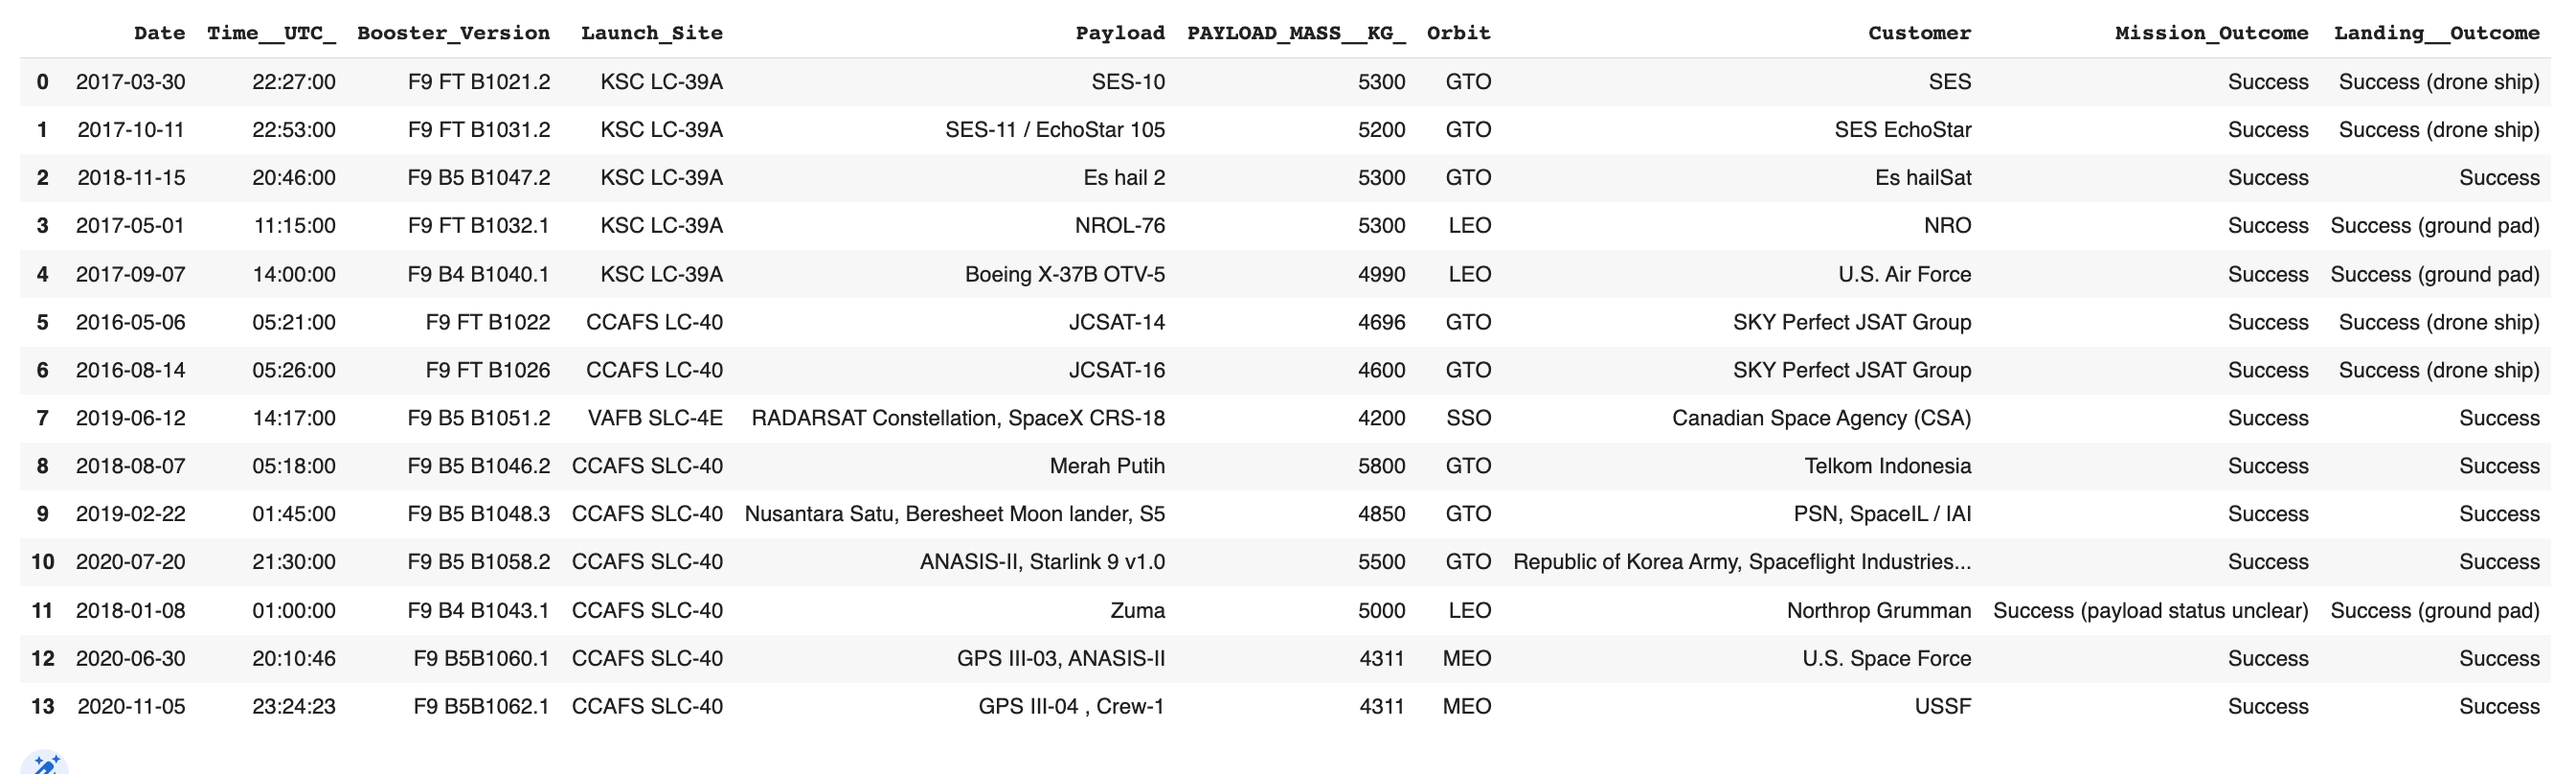 Date Time__UTC_ Booster_Version Launch_Site Payload PAYLOAD_MASS__KG_ Orbit Customer Mission_Outcome Landing__Outcome
0 2017-03-30 22:27:00 F9 FT B1021.2 KSC LC-39A SES-10 5300 GTO SES Success Success (drone ship)
1 2017-10-11 22:53:00 F9 FT B1031.2 KSC LC-39A SES-11 / EchoStar 105 5200 GTO SES EchoStar Success Success (drone ship)
2 2018-11-15 20:46:00 F9 B5 B1047.2 KSC LC-39A Es hail 2 5300 GTO Es hailSat Success Success
3 2017-05-01 11:15:00 F9 FT B1032.1 KSC LC-39A NROL-76 5300 LEO NRO Success Success (ground pad)
4 2017-09-07 14:00:00 F9 B4 B1040.1 KSC LC-39A Boeing X-37B OTV-5 4990 LEO U.S. Air Force Success Success (ground pad)
5 2016-05-06 05:21:00 F9 FT B1022 CCAFS LC-40 JCSAT-14 4696 GTO SKY Perfect JSAT Group Success Success (drone ship)
6 2016-08-14 05:26:00 F9 FT B1026 CCAFS LC-40 JCSAT-16 4600 GTO SKY Perfect JSAT Group Success Success (drone ship)
7 2019-06-12 14:17:00 F9 B5 B1051.2 VAFB SLC-4E RADARSAT Constellation, SpaceX CRS-18 4200 SSO Canadian Space Agency (CSA) Success Success
8 2018-08-07 05:18:00 F9 B5 B1046.2 CCAFS SLC-40 Merah Putih 5800 GTO Telkom Indonesia Success Success
9 2019-02-22 01:45:00 F9 B5 B1048.3 CCAFS SLC-40 Nusantara Satu, Beresheet Moon lander, S5 4850 GTO PSN, SpaceIL / IAI Success Success
10 2020-07-20 21:30:00 F9 B5 B1058.2 CCAFS SLC-40 ANASIS-II, Starlink 9 v1.0 5500 GTO Republic of Korea Army, Spaceflight Industries... Success Success
11 2018-01-08 01:00:00 F9 B4 B1043.1 CCAFS SLC-40 Zuma 5000 LEO Northrop Grumman Success (payload status unclear) Success (ground pad)
12 2020-06-30 20:10:46 F9 B5B1060.1 CCAFS SLC-40 GPS III-03, ANASIS-II 4311 MEO U.S. Space Force Success Success
13 2020-11-05 23:24:23 F9 B5B1062.1 CCAFS SLC-40 GPS III-04 , Crew-1 4311 MEO USSF Success Success